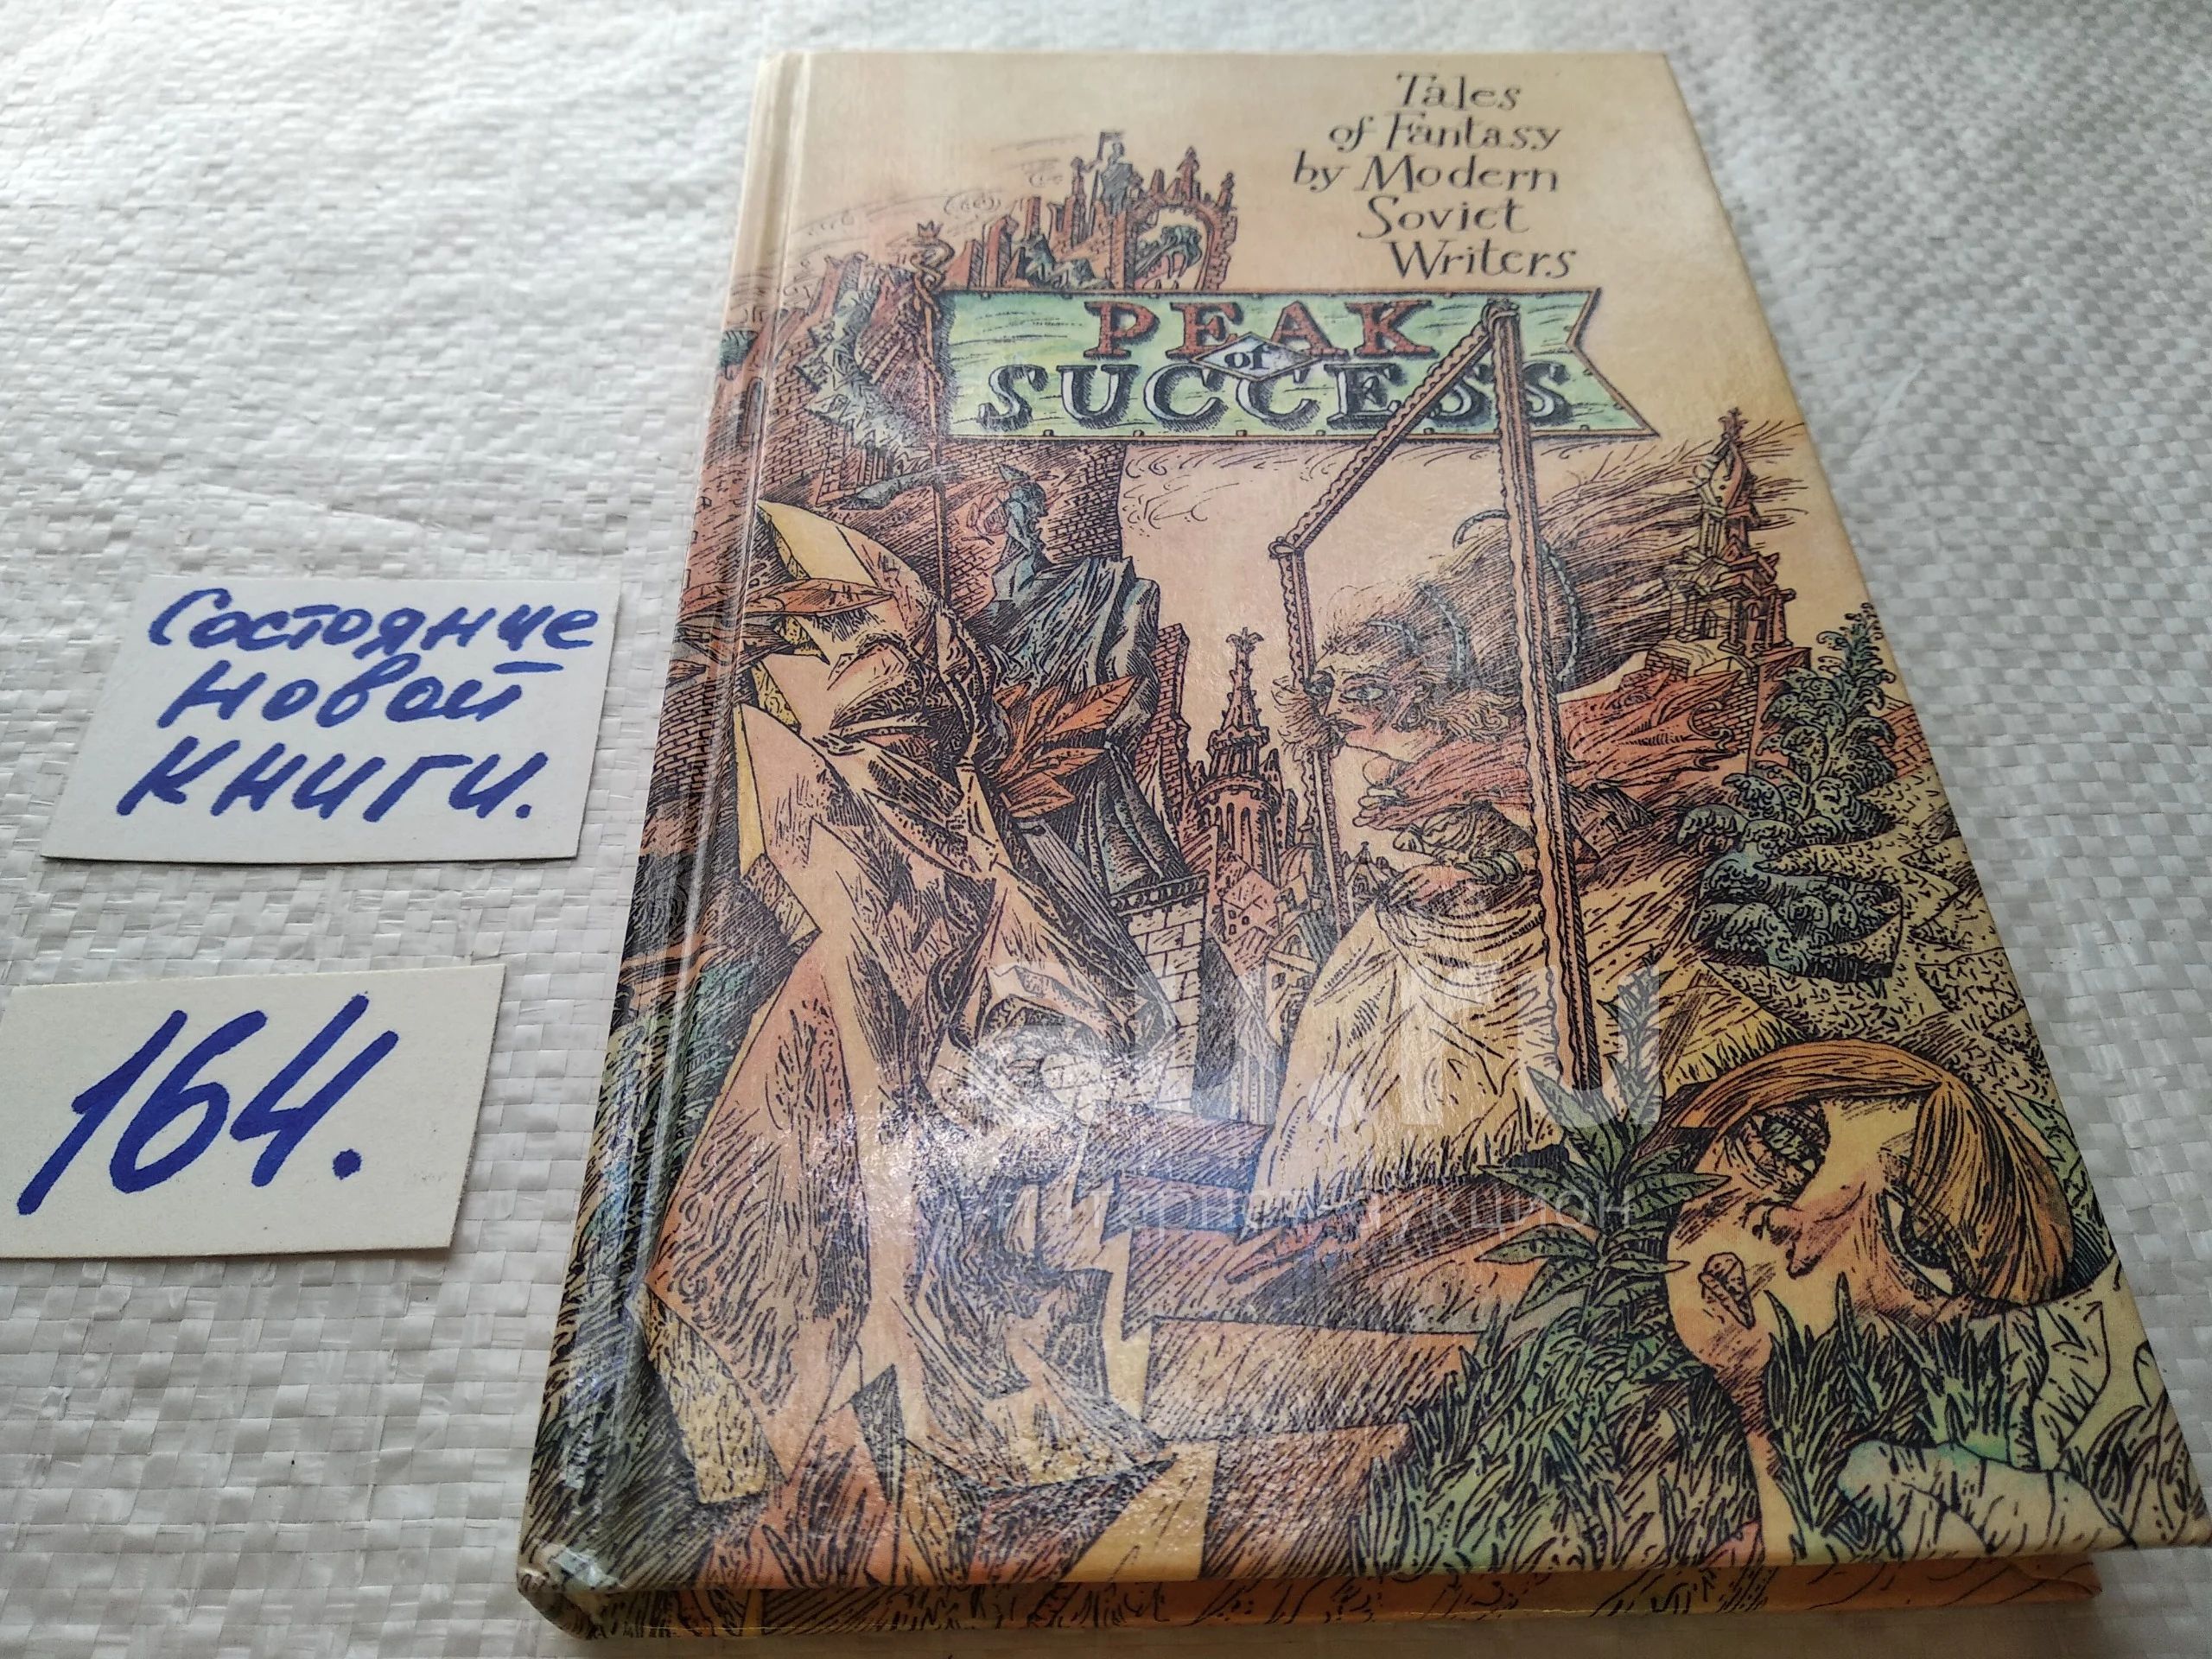 Tales
of Fantasy
by Modern
Soviet
Writers
PEAK
of
SUCCESS
Состояние
новой
книги.
164.